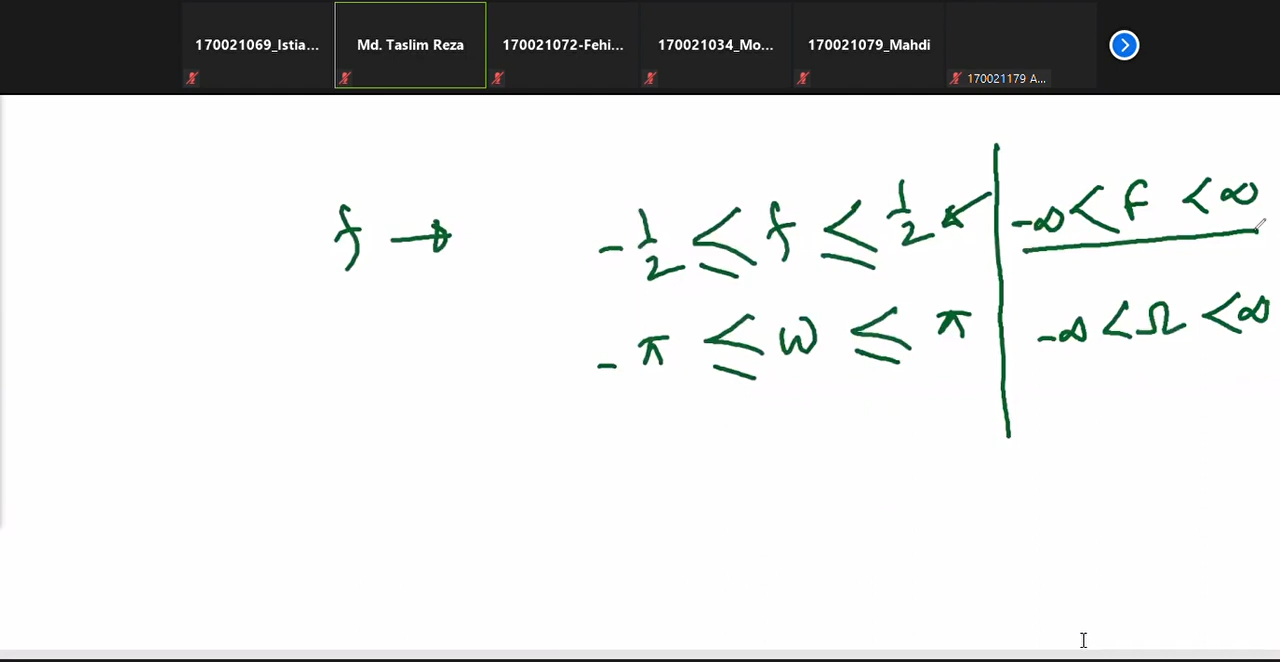 170021069_Istia... Md. Taslim Reza 170021072-Fehi... 170021034_Mo... 170021079_Mahdi 170021179 A...
f → -1/2 ≤ f ≤ 1/2 -∞ < F < ∞
-π ≤ ω ≤ π -∞ < Ω < ∞